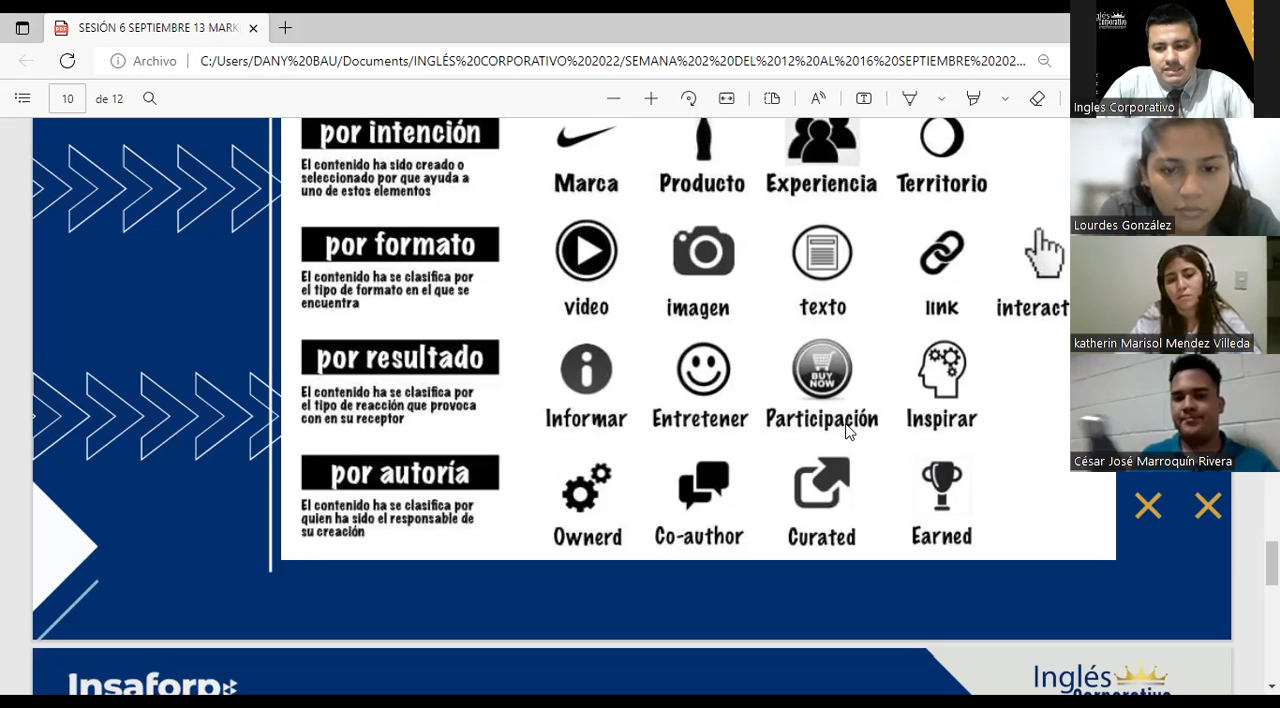 SESIÓN 6 SEPTIEMBRE 13 MARK
Archivo
C:/Users/DANY%20BAU/Documents/INGLÉS%20CORPORATIVO%202022/SEMANA%202%20DEL%2012%20AL%2016%20SEPTIEMBRE%20202...
10 de 12
por intención
El contenido ha sido creado o
seleccionado por que ayuda a
uno de estos elementos
Marca Producto Experiencia Territorio
por formato
El contenido ha se clasifica por
el tipo de formato en el que se
encuentra
video imagen texto link interact
por resultado
El contenido ha se clasifica por
el tipo de reacción que provoca
con en su receptor
BUY
NOW
Informar Entretener Participación Inspirar
por autoría
El contenido ha se clasifica por
quien ha sido el responsable de
su creación
Ownerd Co-author Curated Earned
Insaforp
Inglés
Corporativo
Ingles Corporativo
Lourdes González
katherin Marisol Mendez Villeda
César José Marroquín Rivera